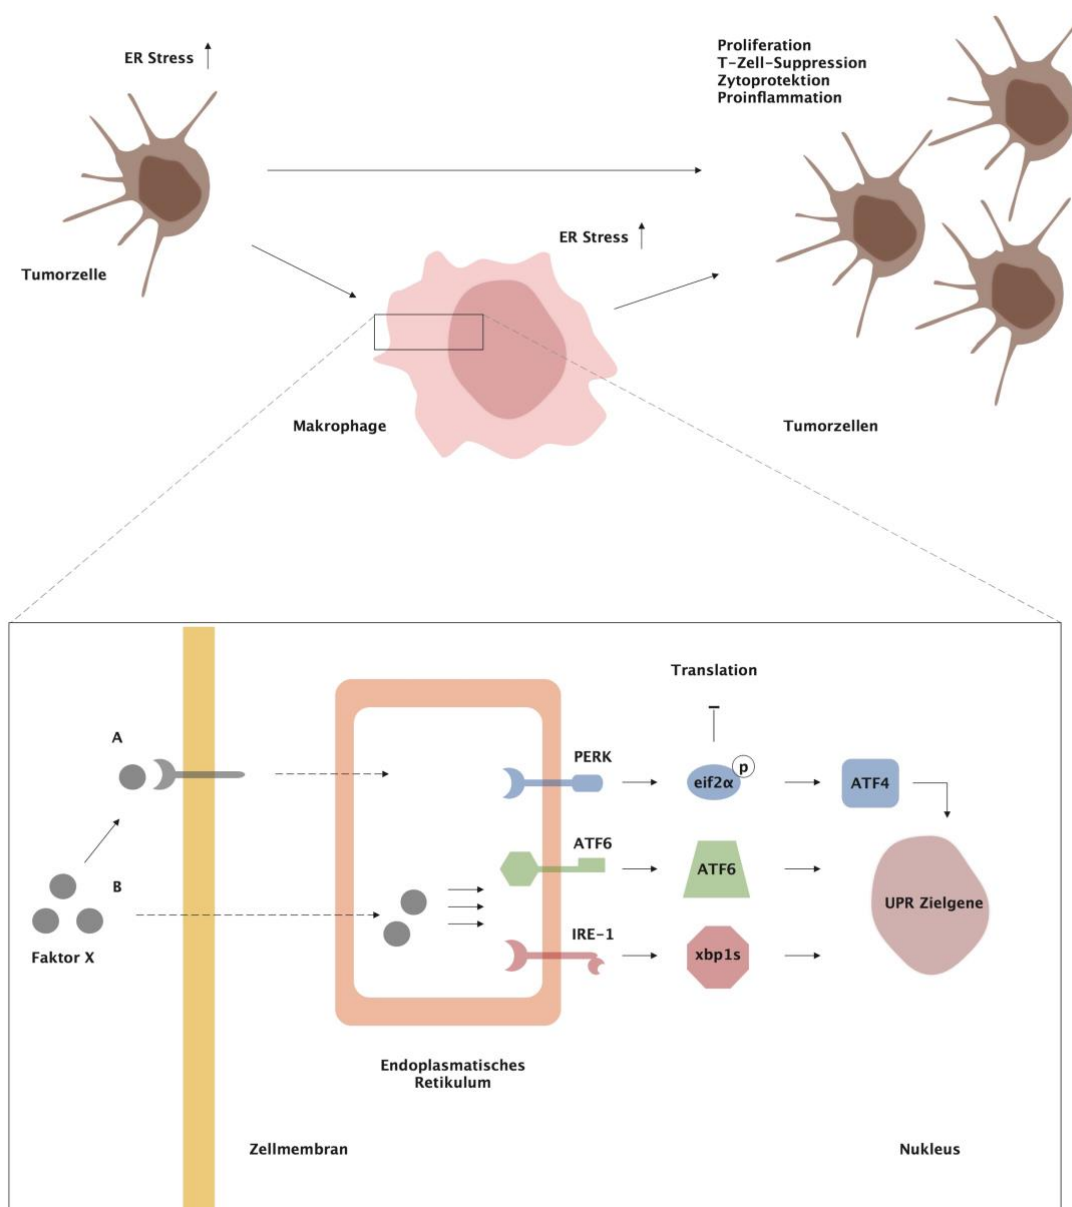 ER Stress
Proliferation
T-Zell-Suppression
Zytoprotektion
Proinflammation
ER Stress
Tumorzelle
Makrophage
Tumorzellen
Translation
A
PERK
p
eif2α
ATF4
ATF6
ATF6
B
UPR Zielgene
IRE-1
xbp1s
Faktor X
Endoplasmatisches
Retikulum
Zellmembran
Nukleus